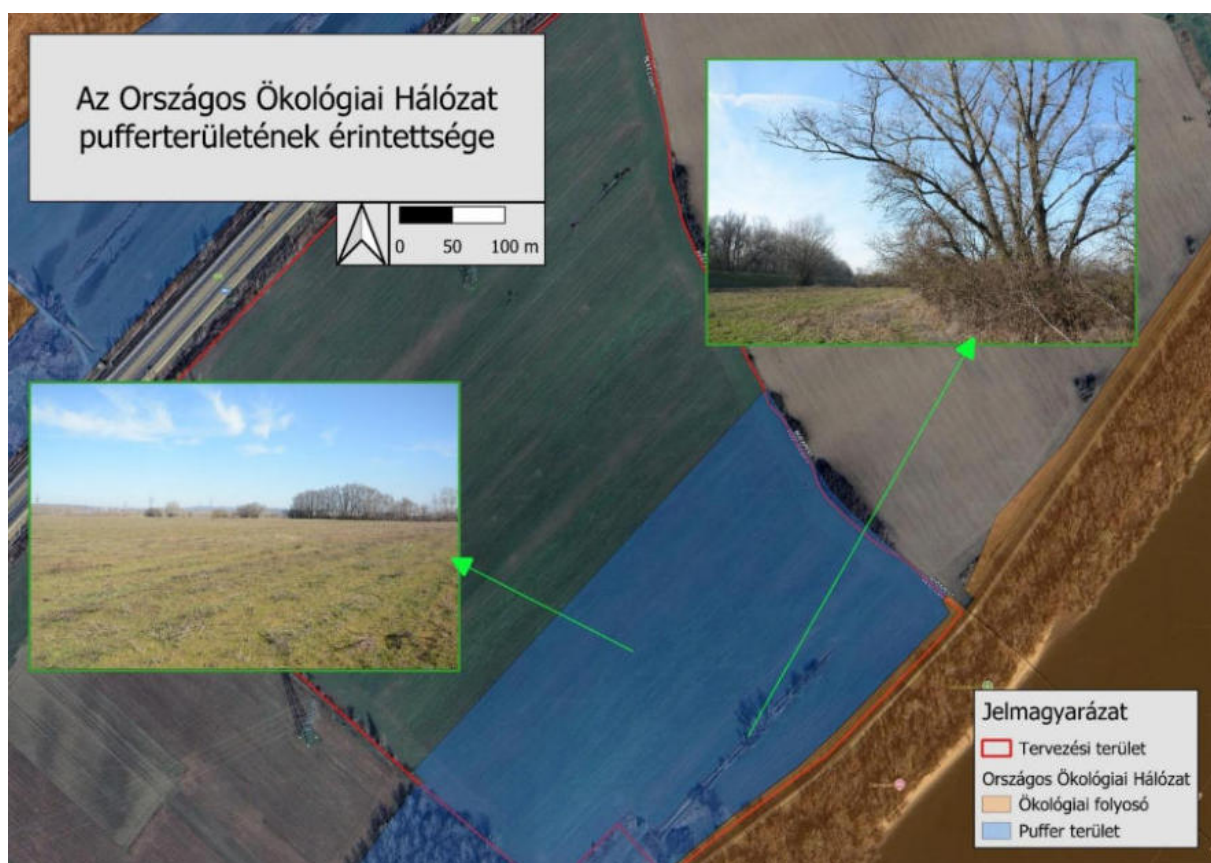 Az Országos Ökológiai Hálózat
pufferterületének érintettsége
0 50 100 m
Jelmagyarázat
Tervezési terület
Országos Ökológiai Hálózat
Ökológiai folyosó
Puffer terület